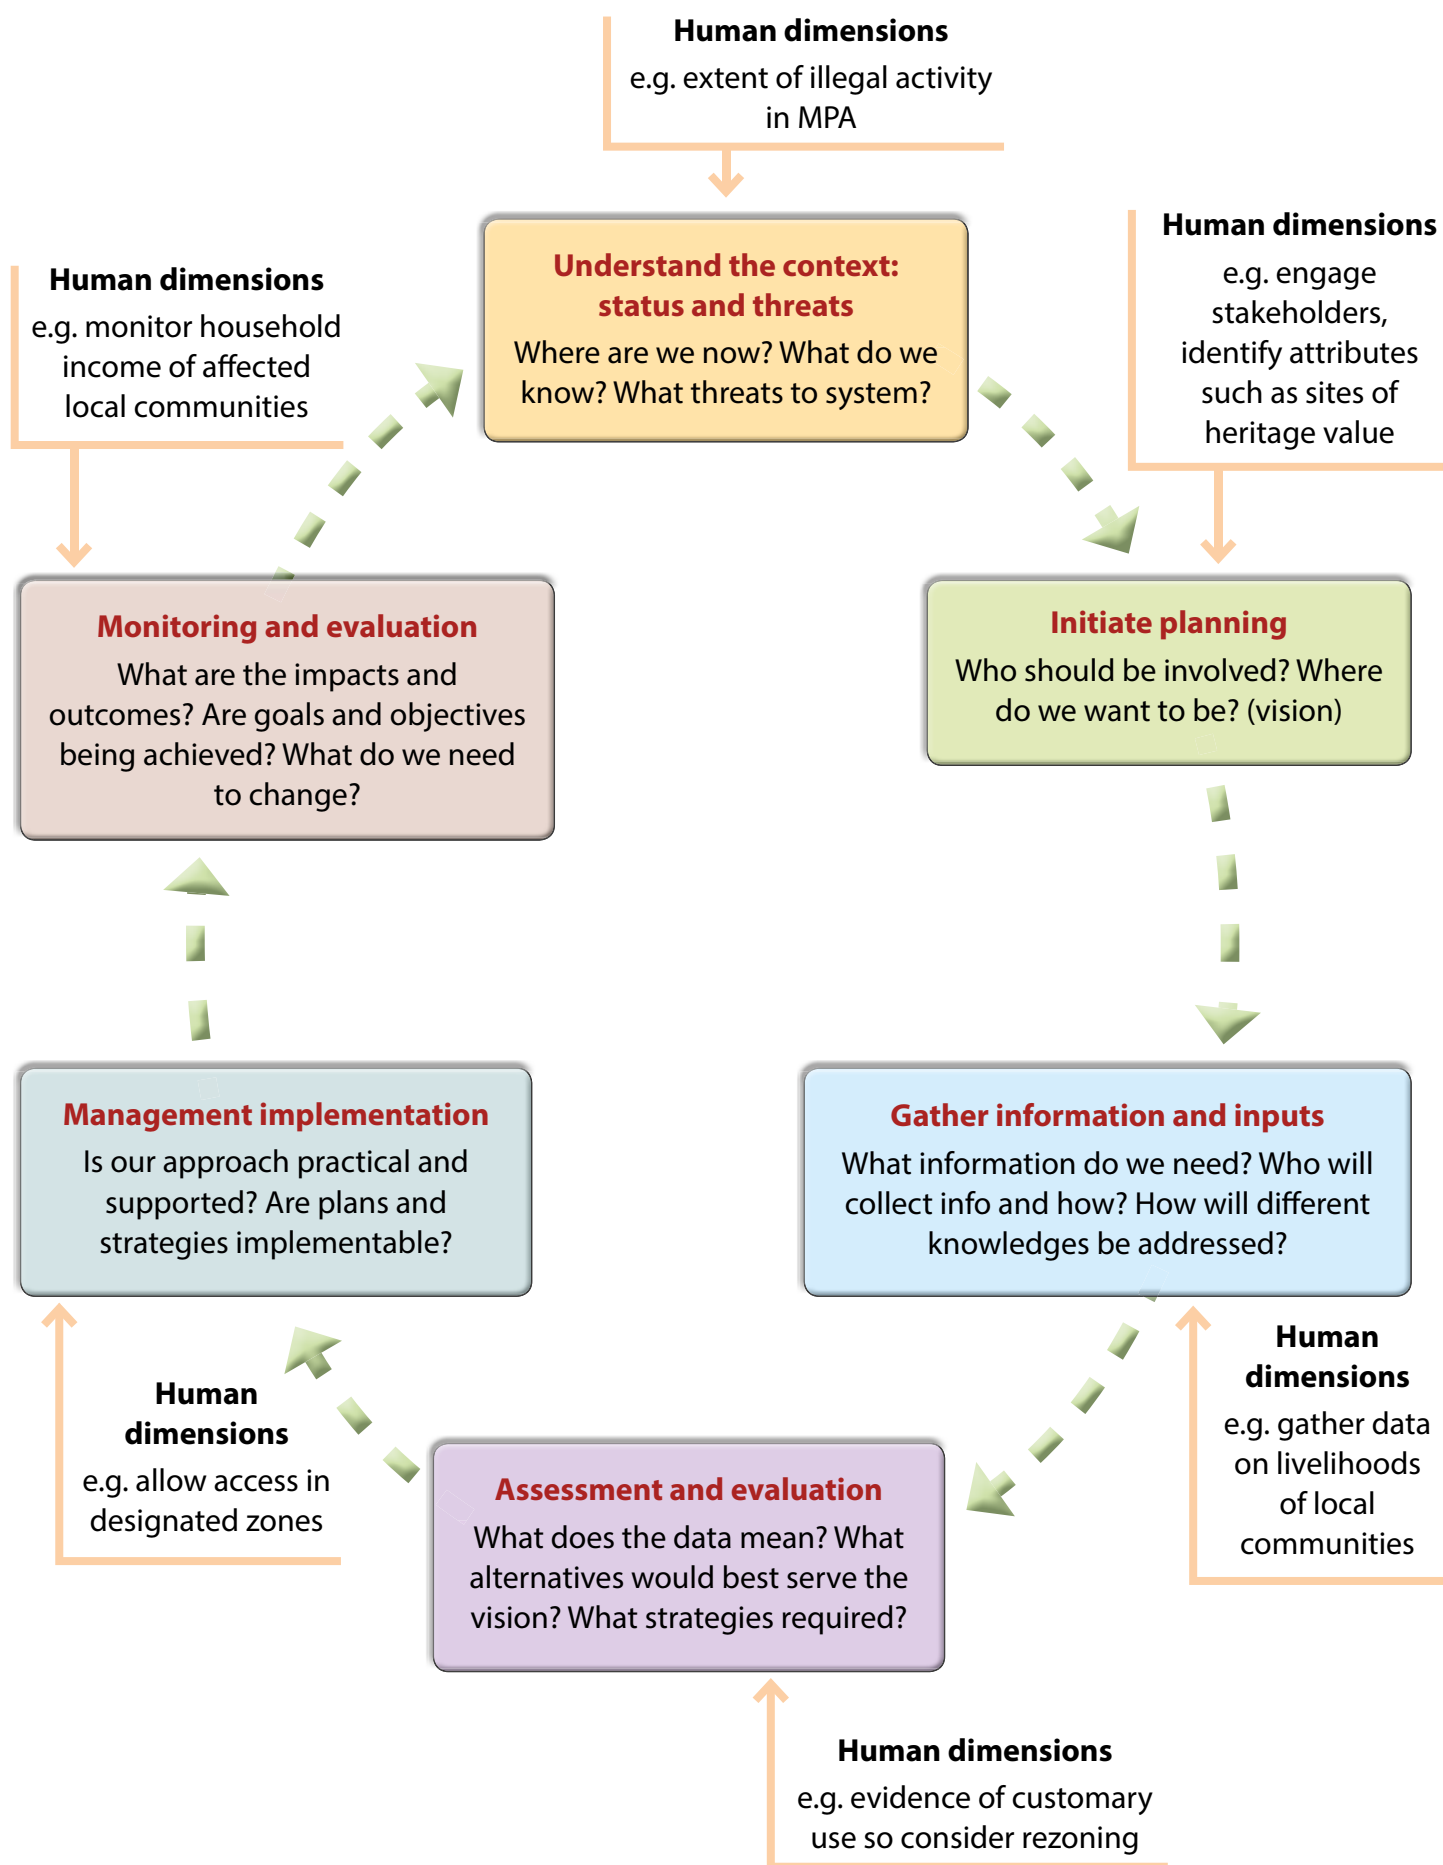 Human dimensions
e.g. extent of illegal activity
in MPA
Understand the context:
status and threats
Where are we now? What do we
know? What threats to system?
Human dimensions
e.g. engage
stakeholders,
identify attributes
such as sites of
heritage value
Initiate planning
Who should be involved? Where
do we want to be? (vision)
Gather information and inputs
What information do we need? Who will
collect info and how? How will different
knowledges be addressed?
Human
dimensions
e.g. gather data
on livelihoods
of local
communities
Assessment and evaluation
What does the data mean? What
alternatives would best serve the
vision? What strategies required?
Human dimensions
e.g. evidence of customary
use so consider rezoning
Management implementation
Is our approach practical and
supported? Are plans and
strategies implementable?
Human
dimensions
e.g. allow access in
designated zones
Monitoring and evaluation
What are the impacts and
outcomes? Are goals and objectives
being achieved? What do we need
to change?
Human dimensions
e.g. monitor household
income of affected
local communities